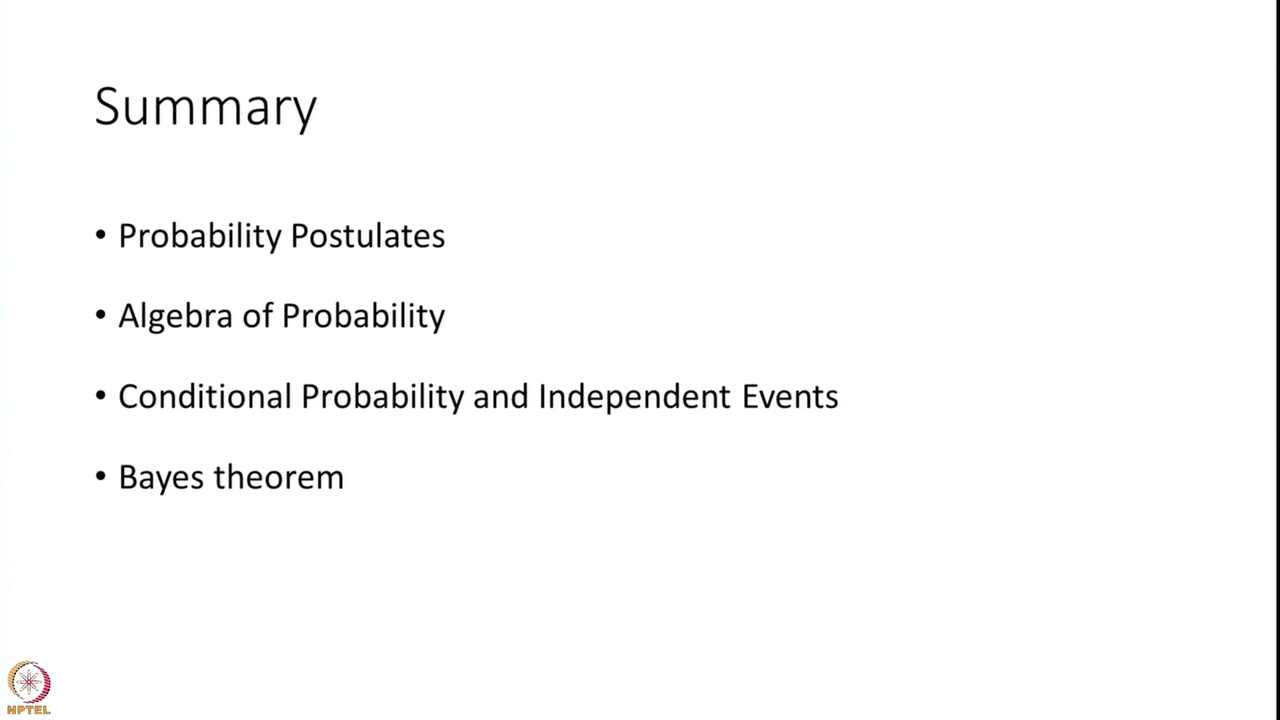 Summary
• Probability Postulates
• Algebra of Probability
• Conditional Probability and Independent Events
• Bayes theorem
NPTEL